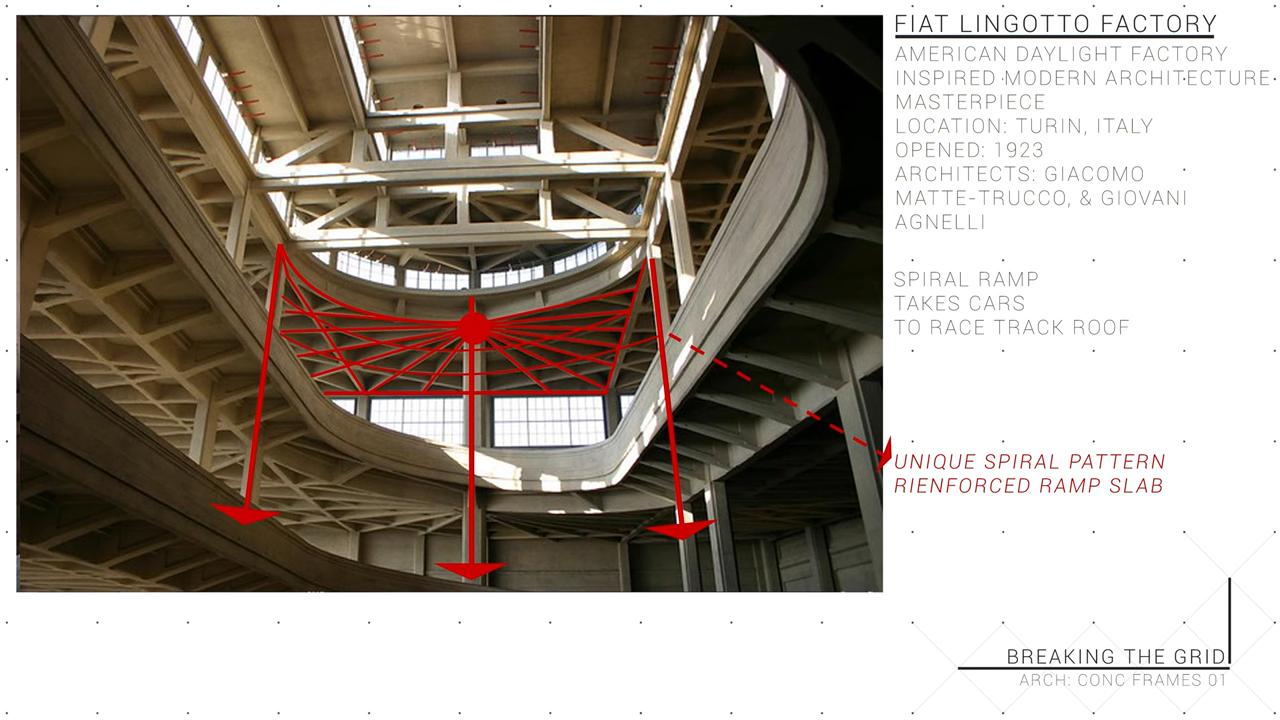 FIAT LINGOTTO FACTORY
AMERICAN DAYLIGHT FACTORY
INSPIRED MODERN ARCHITECTURE
MASTERPIECE
LOCATION: TURIN, ITALY
OPENED: 1923
ARCHITECTS: GIACOMO
MATTE-TRUCCO, & GIOVANI
AGNELLI
SPIRAL RAMP
TAKES CARS
TO RACE TRACK ROOF
UNIQUE SPIRAL PATTERN
RIENFORCED RAMP SLAB
BREAKING THE GRID
ARCH: CONC FRAMES 01